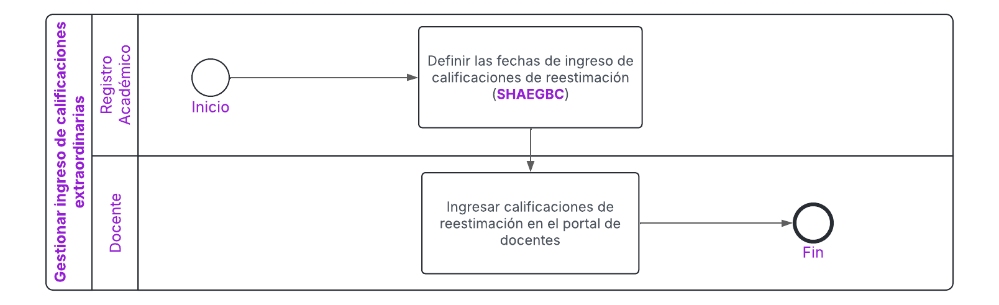 Gestionar ingreso de calificaciones
extraordinarias
Registro
Académico
Inicio
Definir las fechas de ingreso de
calificaciones de reestimación
(SHAEGBC)
Docente
Ingresar calificaciones de
reestimación en el portal de
docentes
Fin